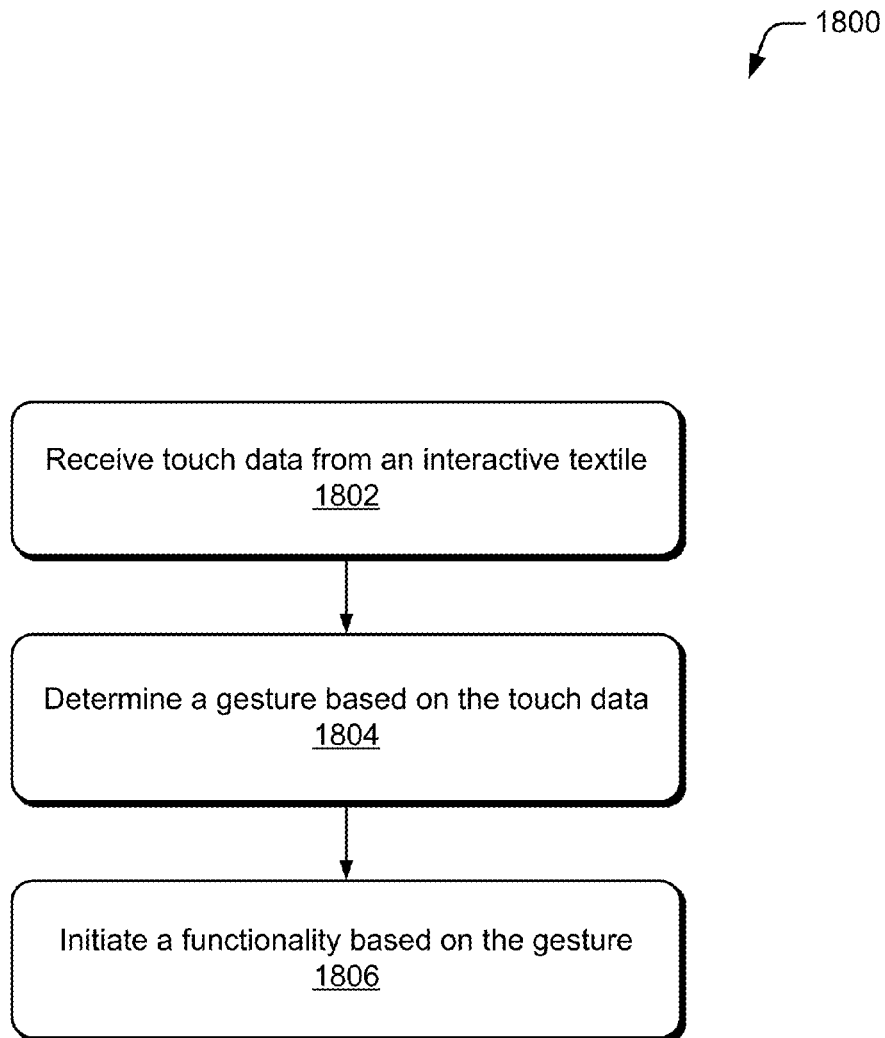 1800
Receive touch data from an interactive textile
1802
Determine a gesture based on the touch data
1804
Initiate a functionality based on the gesture
1806